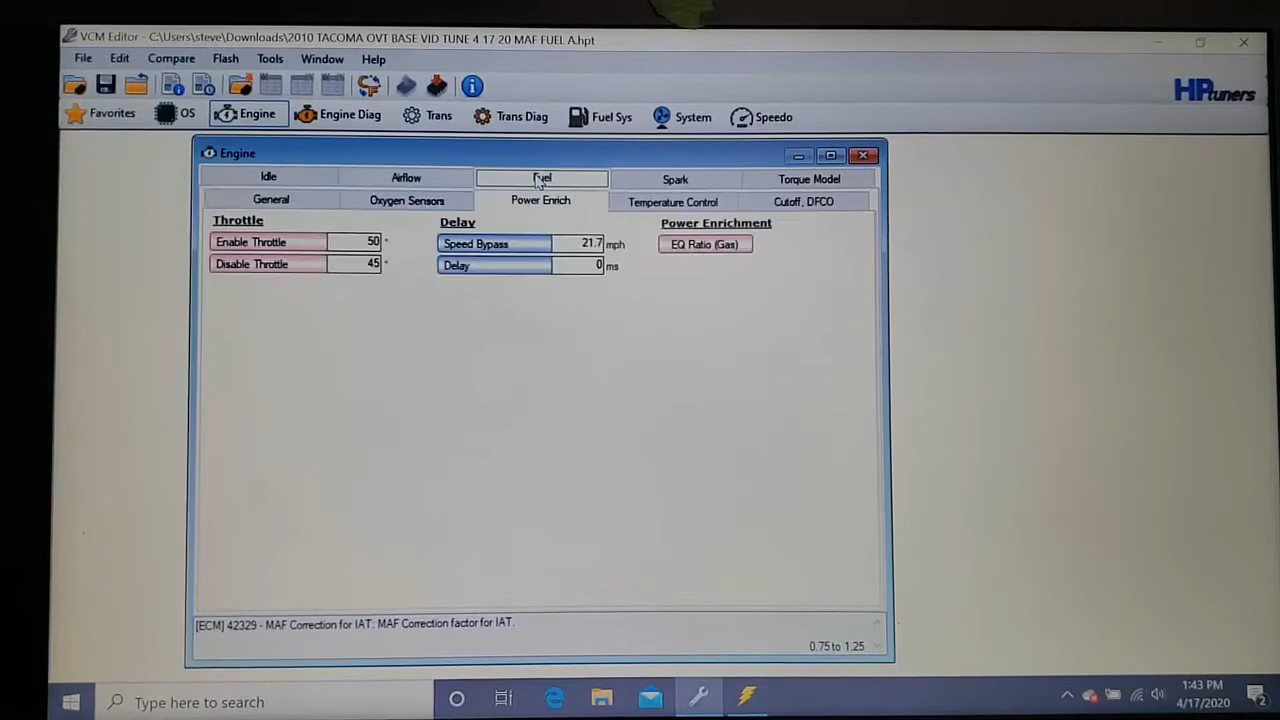 VCM Editor - C:\Users\steve\Downloads\2010 TACOMA OVT BASE VID TUNE 4 17 20 MAF FUEL A.hpt
File Edit Compare Flash Tools Window Help
HPtuners
Favorites OS Engine Engine Diag Trans Trans Diag Fuel Sys System Speedo
Engine
Idle Airflow Fuel Spark Torque Model
General Oxygen Sensors Power Enrich Temperature Control Cutoff, DFCO
Throttle Delay Power Enrichment
Enable Throttle 50 ° Speed Bypass 21.7 mph EQ Ratio (Gas)
Disable Throttle 45 ° Delay 0 ms
[ECM] 42329 - MAF Correction for IAT: MAF Correction factor for IAT.
0.75 to 1.25
Type here to search
1:43 PM
4/17/2020
2